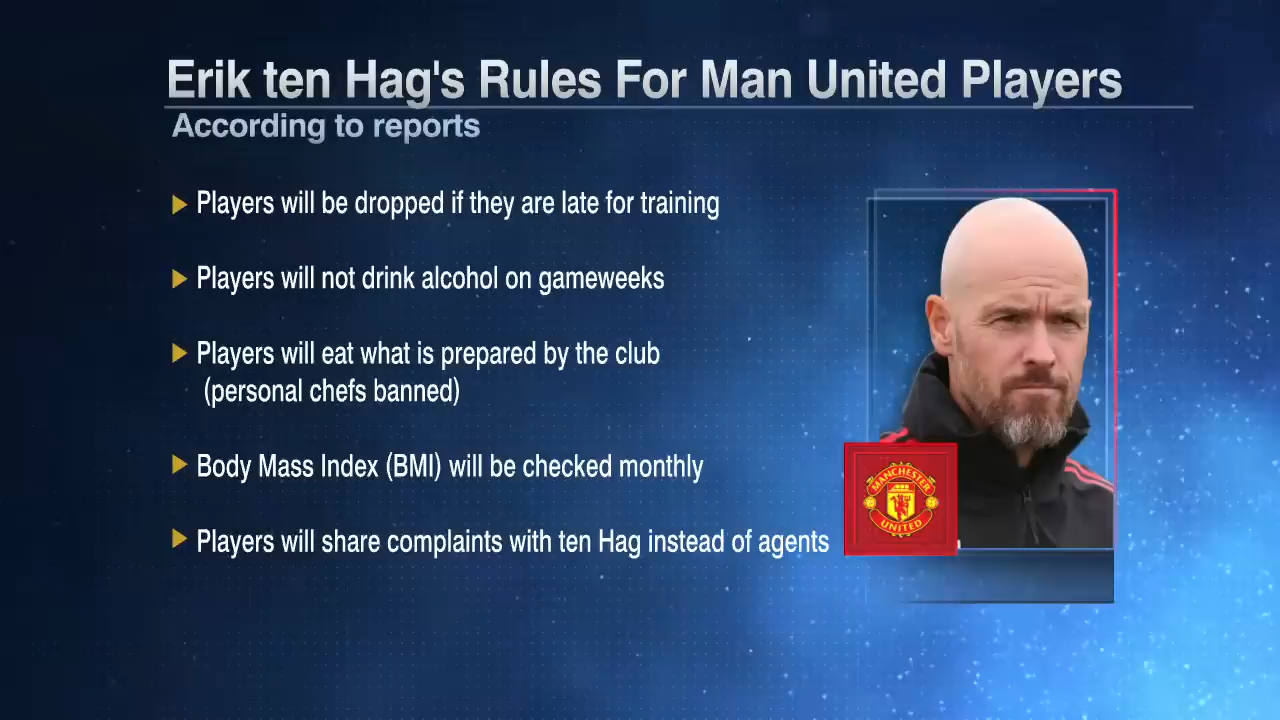 Erik ten Hag's Rules For Man United Players
According to reports
Players will be dropped if they are late for training
Players will not drink alcohol on gameweeks
Players will eat what is prepared by the club
(personal chefs banned)
Body Mass Index (BMI) will be checked monthly
Players will share complaints with ten Hag instead of agents
MANCHESTER
UNITED